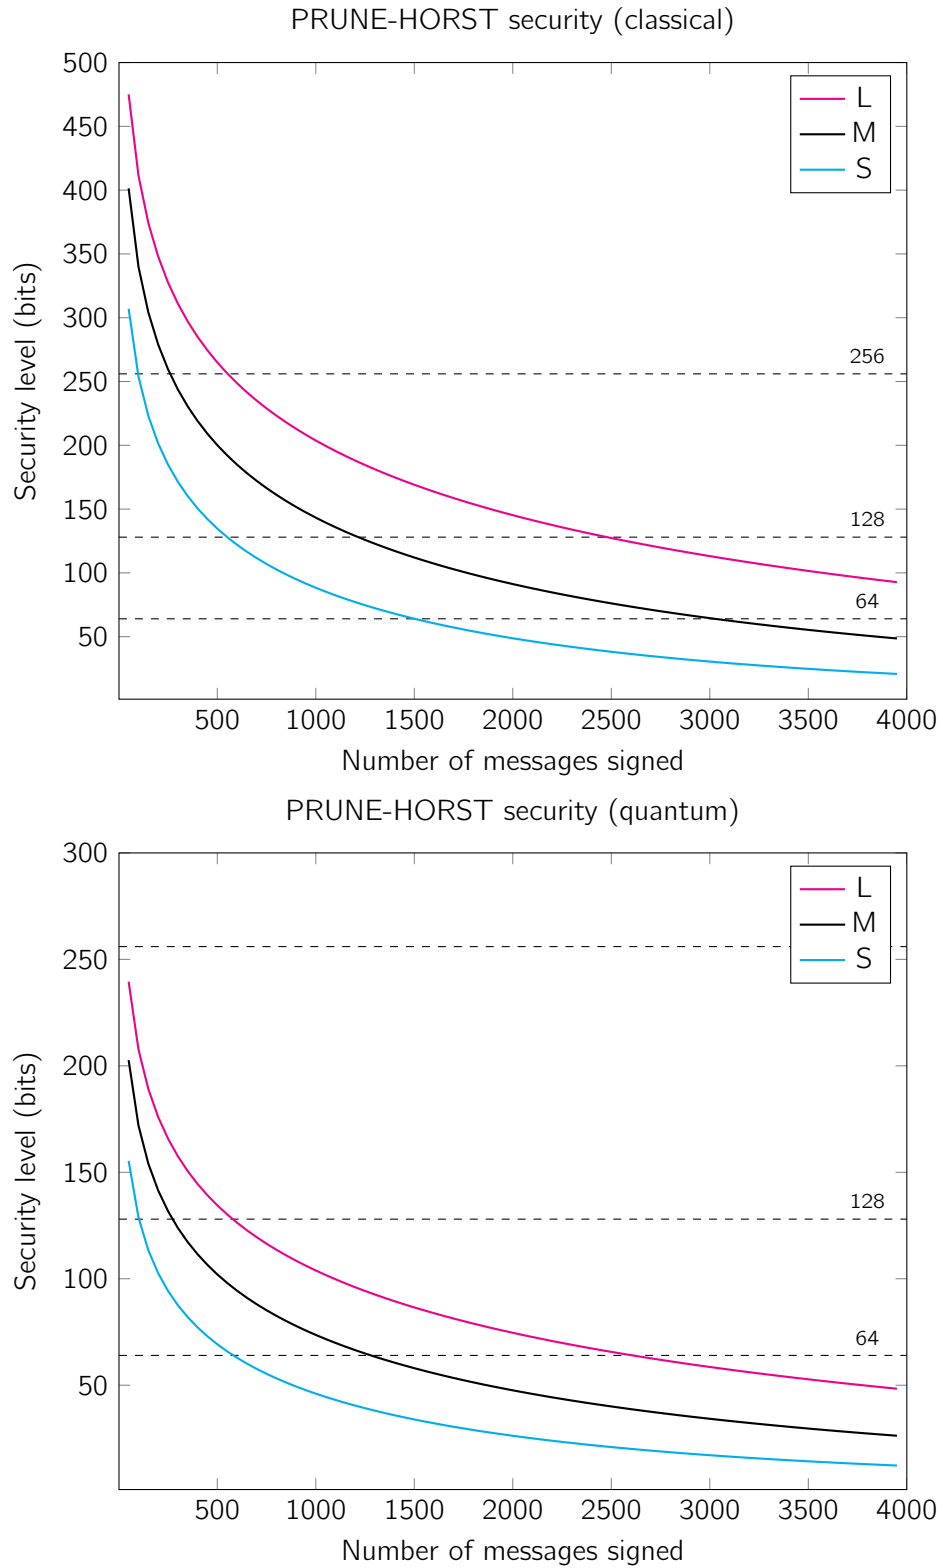 PRUNE-HORST security (classical)
500
450
400
350
300
250
200
150
100
50
Security level (bits)
L
M
S
256
128
64
500 1000 1500 2000 2500 3000 3500 4000
Number of messages signed
PRUNE-HORST security (quantum)
300
250
200
150
100
50
Security level (bits)
L
M
S
128
64
500 1000 1500 2000 2500 3000 3500 4000
Number of messages signed